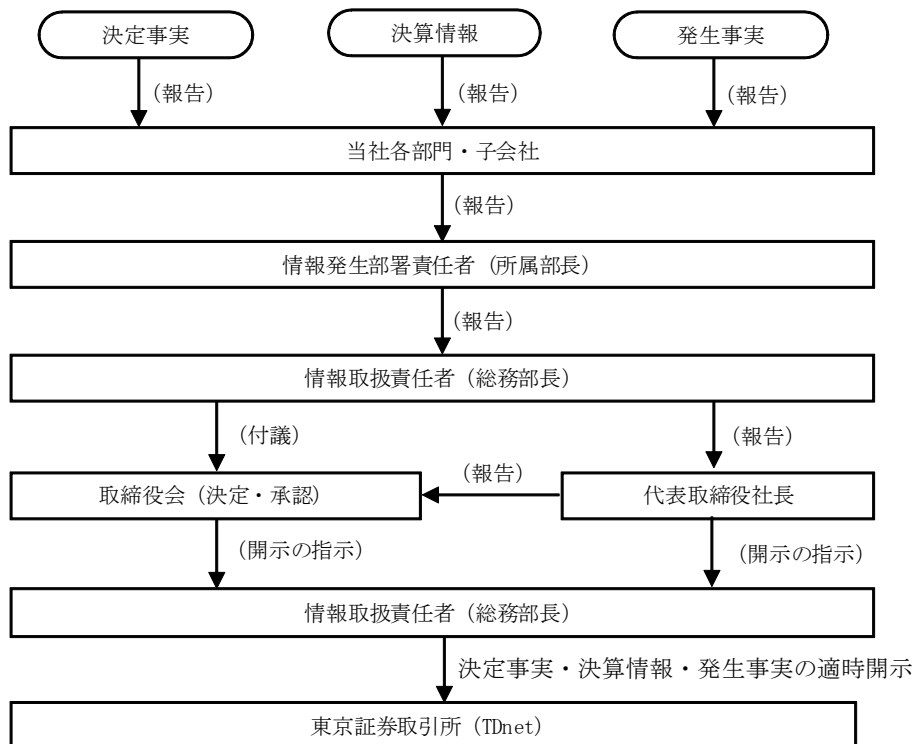 決定事実
決算情報
発生事実
(報告)
(報告)
(報告)
当社各部門・子会社
(報告)
情報発生部署責任者(所属部長)
(報告)
情報取扱責任者(総務部長)
(付議)
(報告)
取締役会(決定・承認)
(報告)
代表取締役社長
(開示の指示)
(開示の指示)
情報取扱責任者(総務部長)
決定事実・決算情報・発生事実の適時開示
東京証券取引所(TDnet)